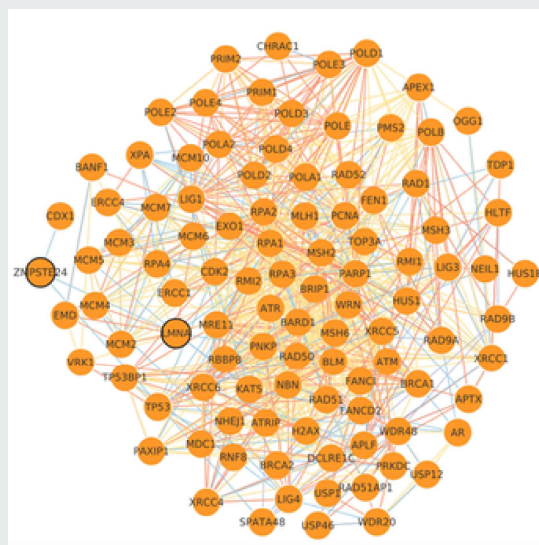 CHRAC1
POLD1
PRIM2
POLE3
APEX1
PRIM1
POLE4
POLE2
POLD3
OGG1
POLE
PMS2
POLB
POLA2
POLD4
XPA
MCM10
BANF1
TDP1
POLD2
POLA1
RAD52
RAD1
ERCC4
LIG1
FEN1
MCM7
RPA2
MLH1
PCNA
HLTF
CDX1
EXO1
MSH3
MCM3
MCM6
RPA1
TOP3A
MSH2
MCM5
RPA4
RMI1
LIG3
NEIL1
ZMPSTE24
CDK2
RPA3
PARP1
HUS1B
RMI2
BRIP1
ERCC1
MCM4
HUS1
EMD
ATR
WRN
RAD9B
BARD1
LMNA
MRE11
MSH6
XRCC5
RAD9A
MCM2
PNKP
RAD50
XRCC1
VRK1
RBBP8
BLM
ATM
TP53BP1
FANCI
XRCC6
KAT5
NBN
BRCA1
RAD51
APTX
TP53
FANCD2
NHEJ1
ATRIP
H2AX
WDR48
AR
MDC1
APLF
PAXIP1
RNF8
DCLRE1C
BRCA2
PRKDC
USP12
RAD51AP1
USP1
LIG4
XRCC4
SPATA48
USP46
WDR20